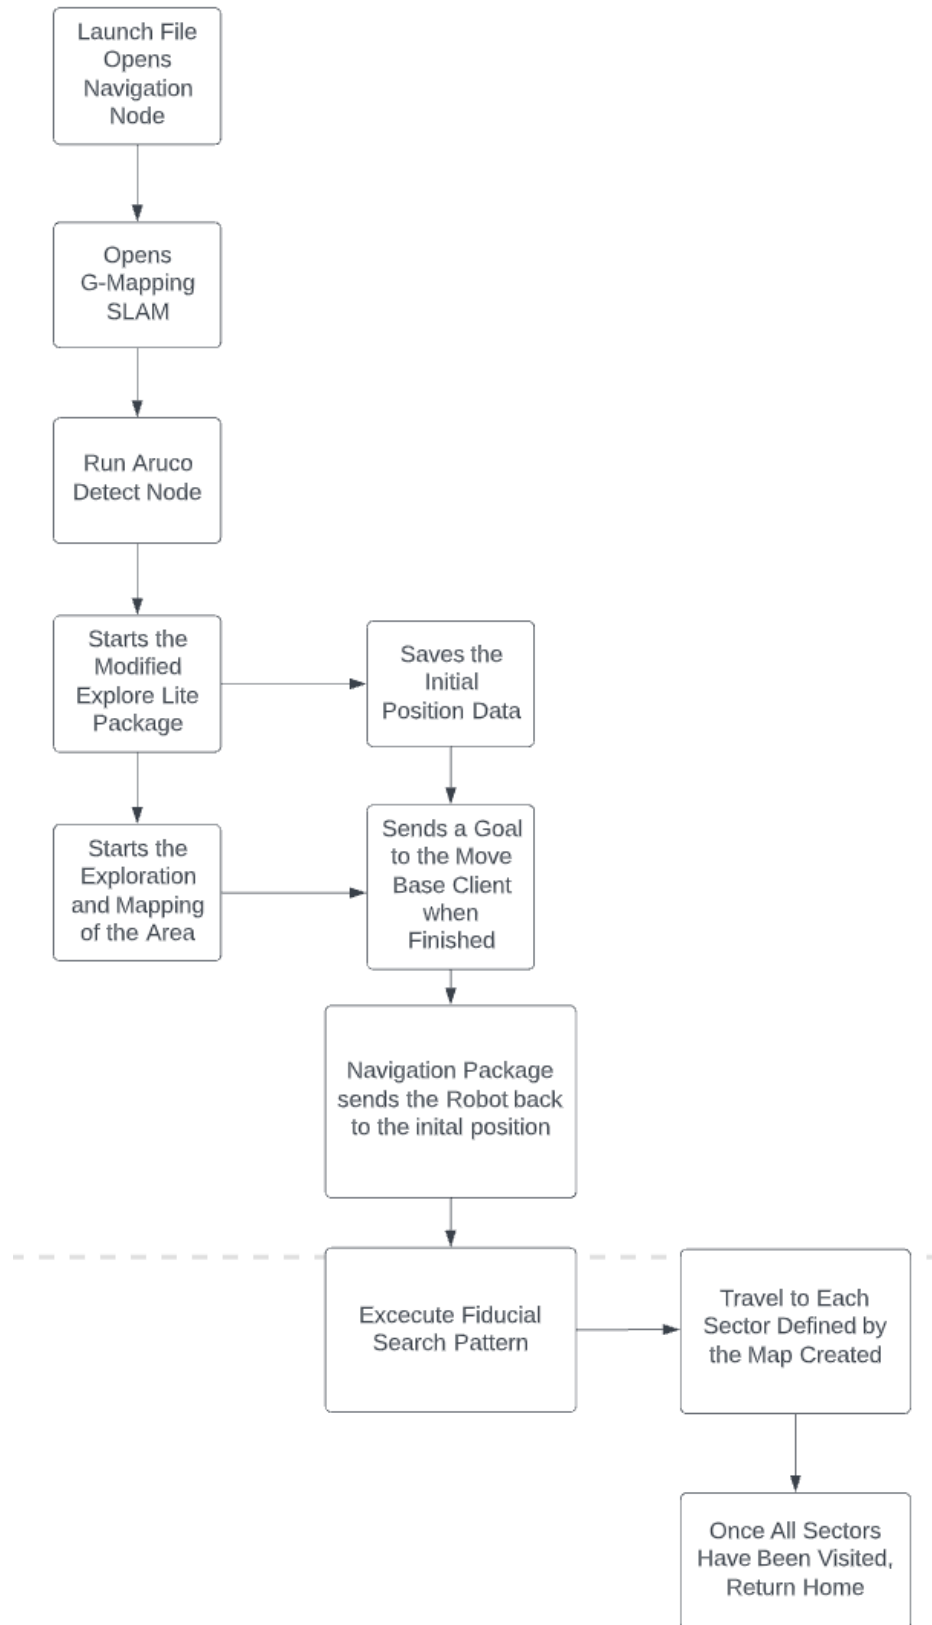 Launch File
Opens
Navigation
Node
Opens
G-Mapping
SLAM
Run Aruco
Detect Node
Starts the
Modified
Explore Lite
Package
Saves the
Initial
Position Data
Starts the
Exploration
and Mapping
of the Area
Sends a Goal
to the Move
Base Client
when
Finished
Navigation Package
sends the Robot back
to the inital position
Excecute Fiducial
Search Pattern
Travel to Each
Sector Defined by
the Map Created
Once All Sectors
Have Been Visited,
Return Home